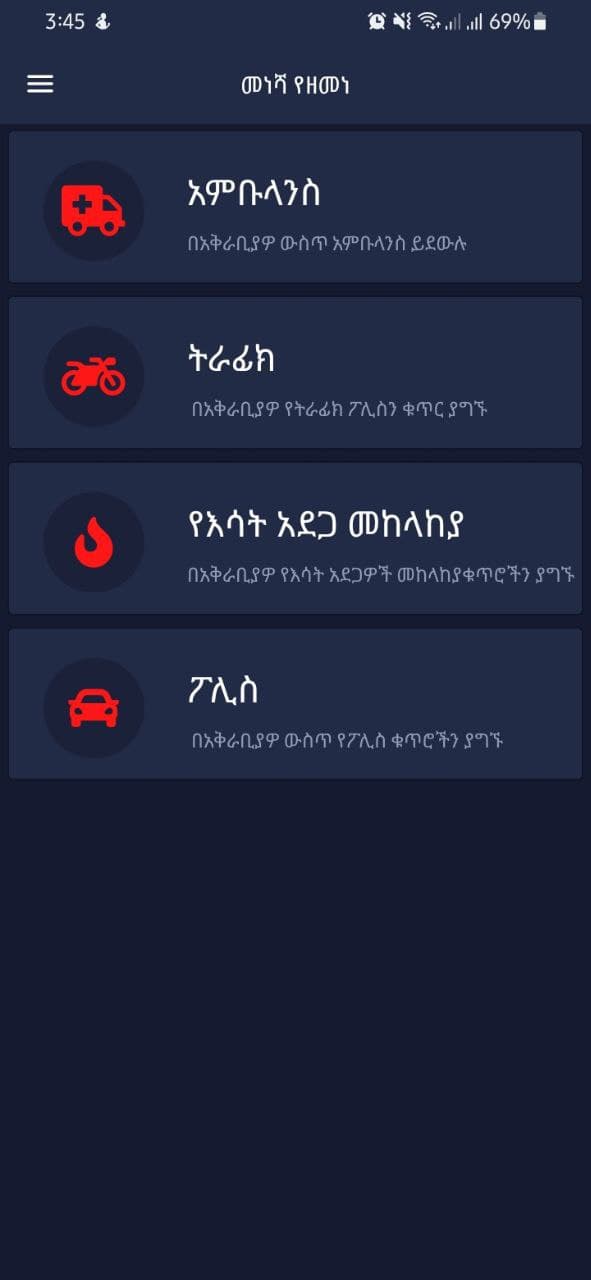 3:45
69%
መነሻ የዘመነ
አምቡላንስ
በአቅራቢያዎ ውስጥ አምቡላንስ ይደውሉ
ትራፊክ
በአቅራቢያዎ የትራፊክ ፖሊስን ቁጥር ያግኙ
የእሳት አደጋ መከላከያ
በአቅራቢያዎ የእሳት አደጋዎች መከላከያቁጥሮችን ያግኙ
ፖሊስ
በአቅራቢያዎ ውስጥ የፖሊስ ቁጥሮችን ያግኙ